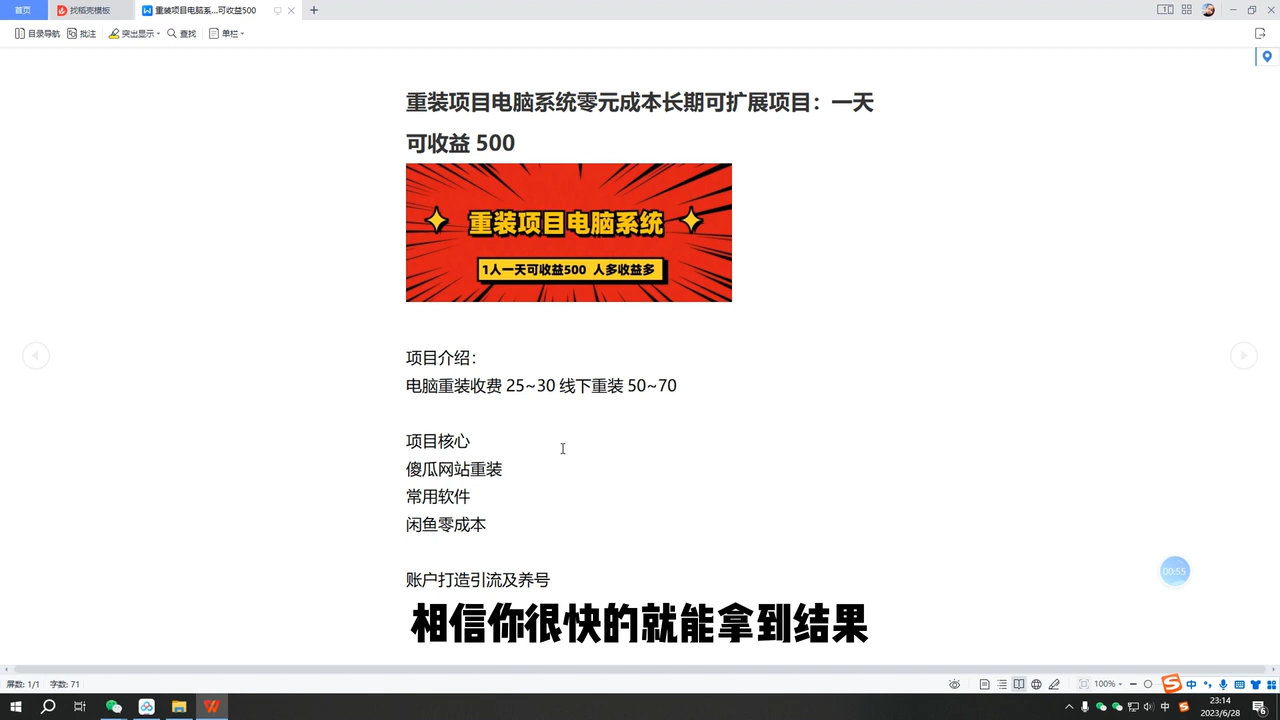 首页
找稻壳模板
重装项目电脑系...可收益500
目录导航
批注
突出显示
查找
单栏
重装项目电脑系统零元成本长期可扩展项目：一天
可收益 500
重装项目电脑系统
1人一天可收益500 人多收益多
项目介绍：
电脑重装收费 25~30 线下重装 50~70
项目核心
傻瓜网站重装
常用软件
闲鱼零成本
账户打造引流及养号
00:55
相信你很快的就能拿到结果
屏数: 1/1 字数: 71
100%
中
中
23:14
2023/6/28
6